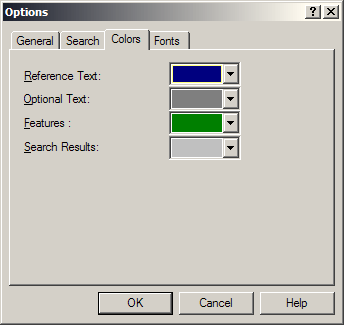 Options
General Search Colors Fonts
Reference Text:
Optional Text:
Features :
Search Results:
OK Cancel Help